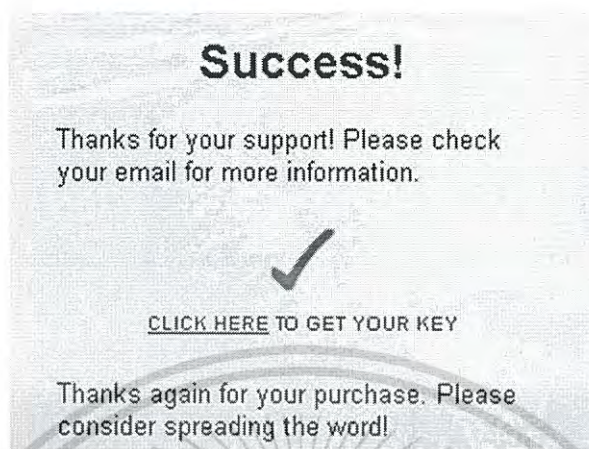 Success!
Thanks for your support! Please check
your email for more information.
CLICK HERE TO GET YOUR KEY
Thanks again for your purchase. Please
consider spreading the word!